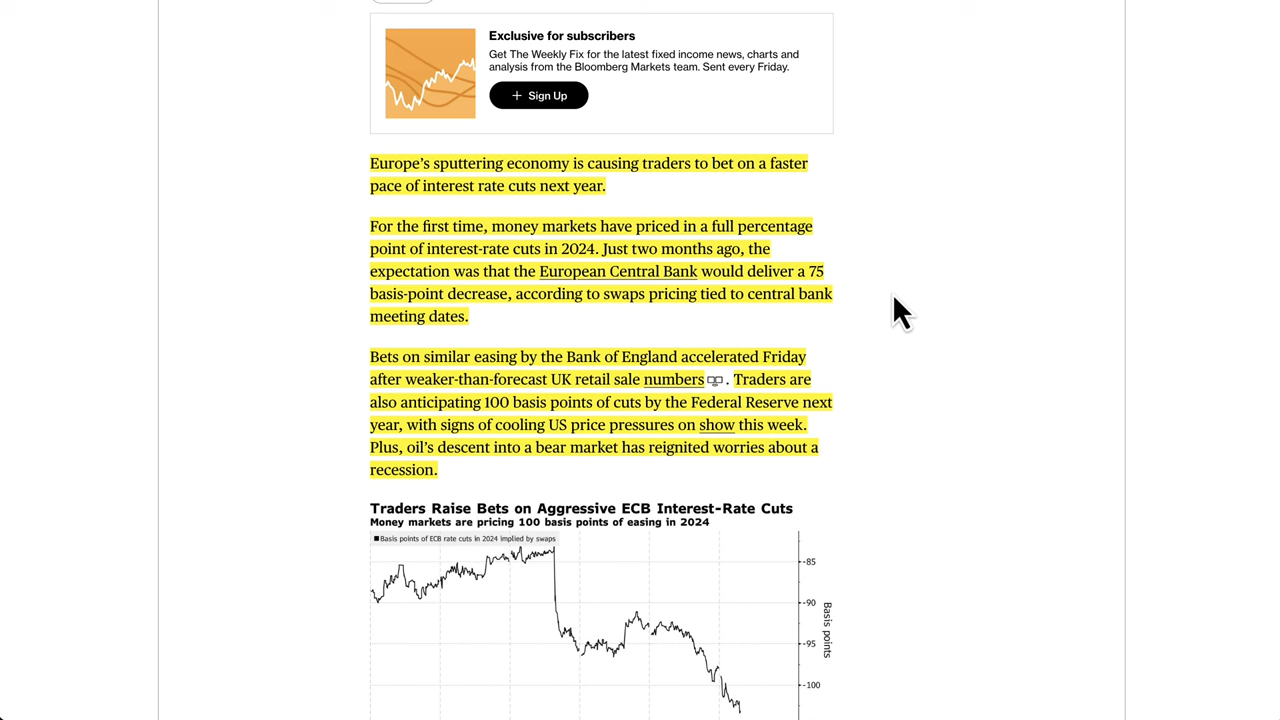 Exclusive for subscribers
Get The Weekly Fix for the latest fixed income news, charts and
analysis from the Bloomberg Markets team. Sent every Friday.
+ Sign Up
Europe’s sputtering economy is causing traders to bet on a faster
pace of interest rate cuts next year.
For the first time, money markets have priced in a full percentage
point of interest-rate cuts in 2024. Just two months ago, the
expectation was that the European Central Bank would deliver a 75
basis-point decrease, according to swaps pricing tied to central bank
meeting dates.
Bets on similar easing by the Bank of England accelerated Friday
after weaker-than-forecast UK retail sale numbers . Traders are
also anticipating 100 basis points of cuts by the Federal Reserve next
year, with signs of cooling US price pressures on show this week.
Plus, oil’s descent into a bear market has reignited worries about a
recession.
Traders Raise Bets on Aggressive ECB Interest-Rate Cuts
Money markets are pricing 100 basis points of easing in 2024
Basis points of ECB rate cuts in 2024 implied by swaps
-85
-90
-95
-100
Basis points